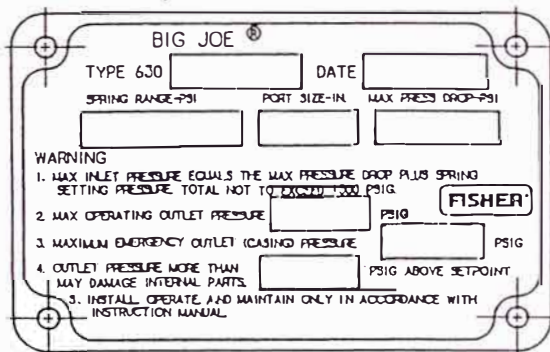 BIG JOE ®
TYPE 630 DATE
SPRING RANGE-PSI PORT SIZE-IN. MAX PRESS DROP-PSI
WARNING
1. MAX INLET PRESSURE EQUALS THE MAX PRESSURE DROP PLUS SPRING
SETTING PRESSURE TOTAL NOT TO EXCEED 1500 PSIG.
FISHER
2. MAX OPERATING OUTLET PRESSURE PSIG
3. MAXIMUM EMERGENCY OUTLET (CASING) PRESSURE PSIG
4. OUTLET PRESSURE MORE THAN PSIG ABOVE SETPOINT
MAY DAMAGE INTERNAL PARTS.
5. INSTALL OPERATE AND MAINTAIN ONLY IN ACCORDANCE WITH
INSTRUCTION MANUAL